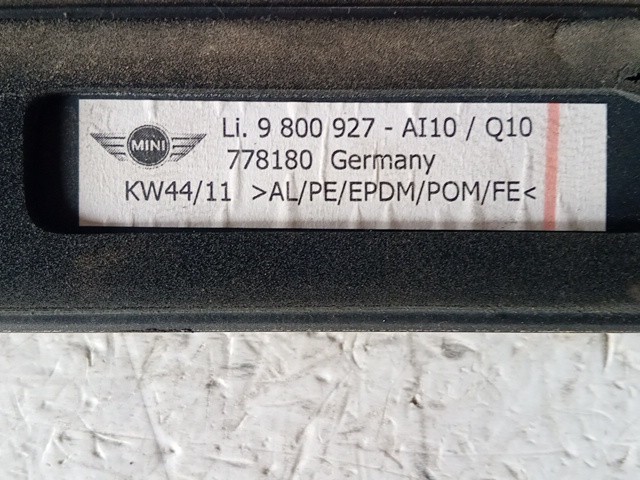 MINI
Li. 9 800 927 - AI10 / Q10
778180 Germany
KW44/11 >AL/PE/EPDM/POM/FE<